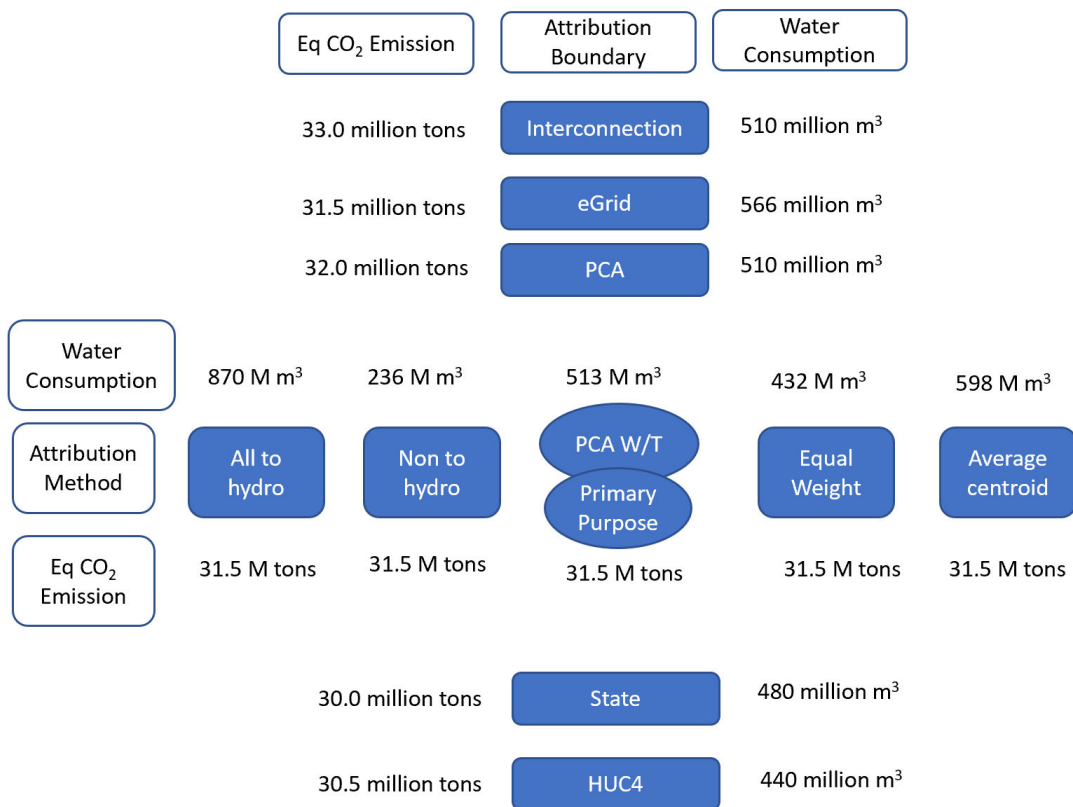 Eq CO₂ Emission
Attribution
Boundary
Water
Consumption
33.0 million tons
Interconnection
510 million m³
31.5 million tons
eGrid
566 million m³
32.0 million tons
PCA
510 million m³
Water
Consumption
870 M m³
236 M m³
513 M m³
432 M m³
598 M m³
Attribution
Method
All to
hydro
Non to
hydro
PCA W/T
Primary
Purpose
Equal
Weight
Average
centroid
Eq CO₂
Emission
31.5 M tons
31.5 M tons
31.5 M tons
31.5 M tons
31.5 M tons
30.0 million tons
State
480 million m³
30.5 million tons
HUC4
440 million m³